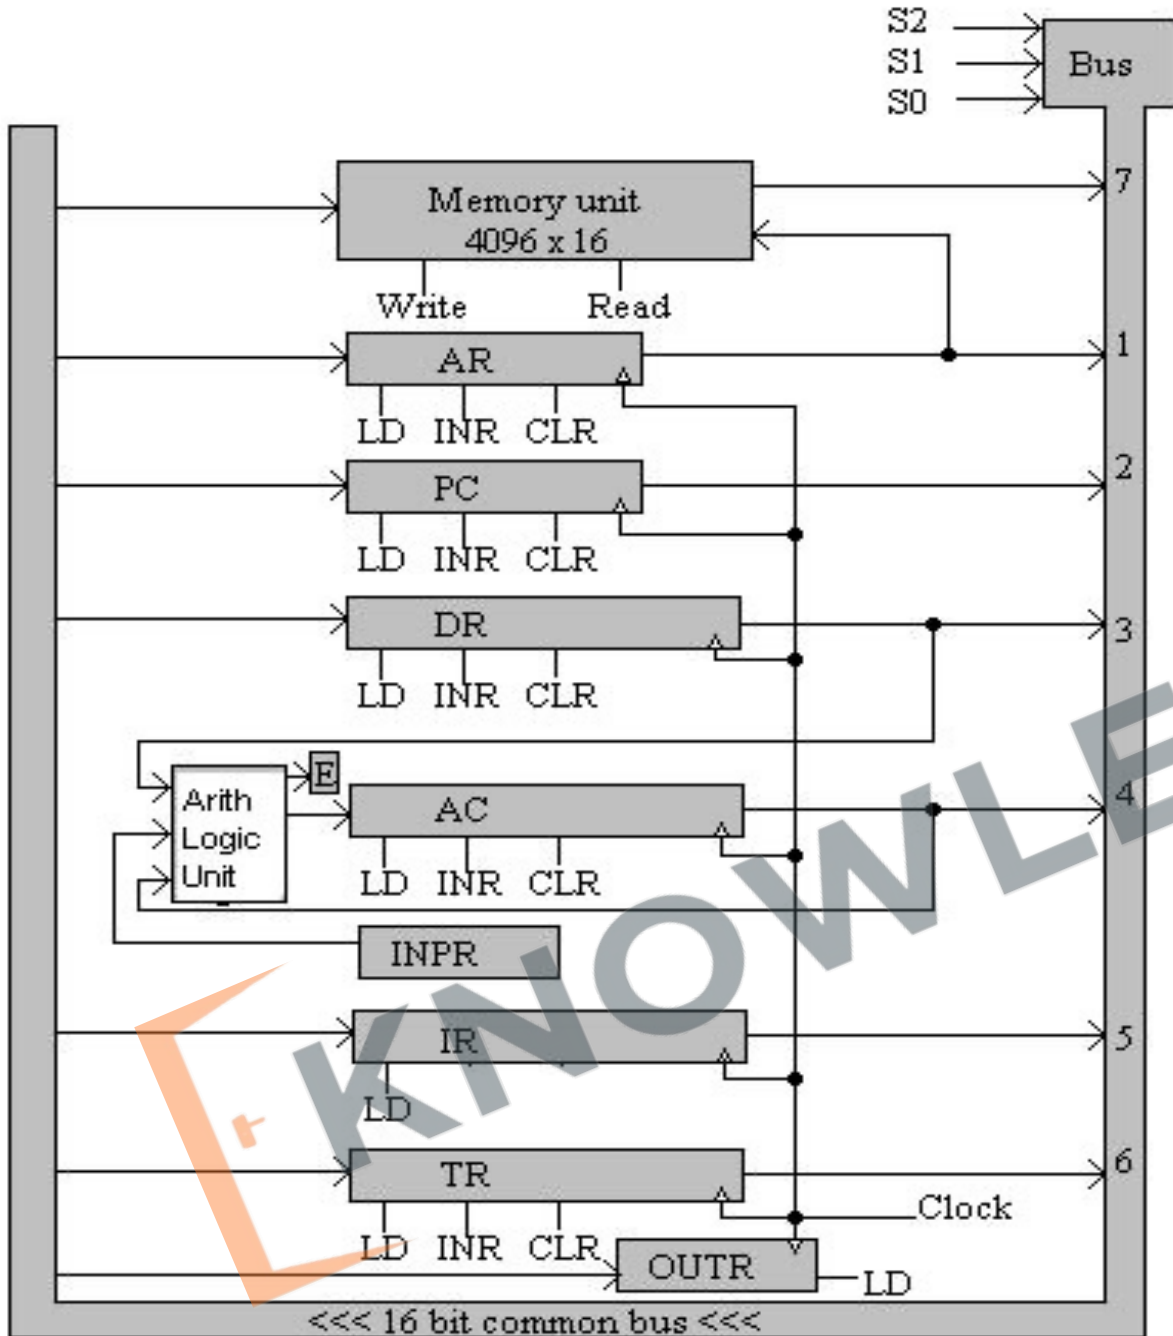 S2
S1
S0
Bus
Memory unit
4096 x 16
7
Write Read
AR
1
LD INR CLR
PC
2
LD INR CLR
DR
3
LD INR CLR
E
Arith
Logic
Unit
AC
4
LD INR CLR
INPR
IR
5
LD
TR
6
LD INR CLR
Clock
OUTR
LD
<<< 16 bit common bus <<<
KNOWLE